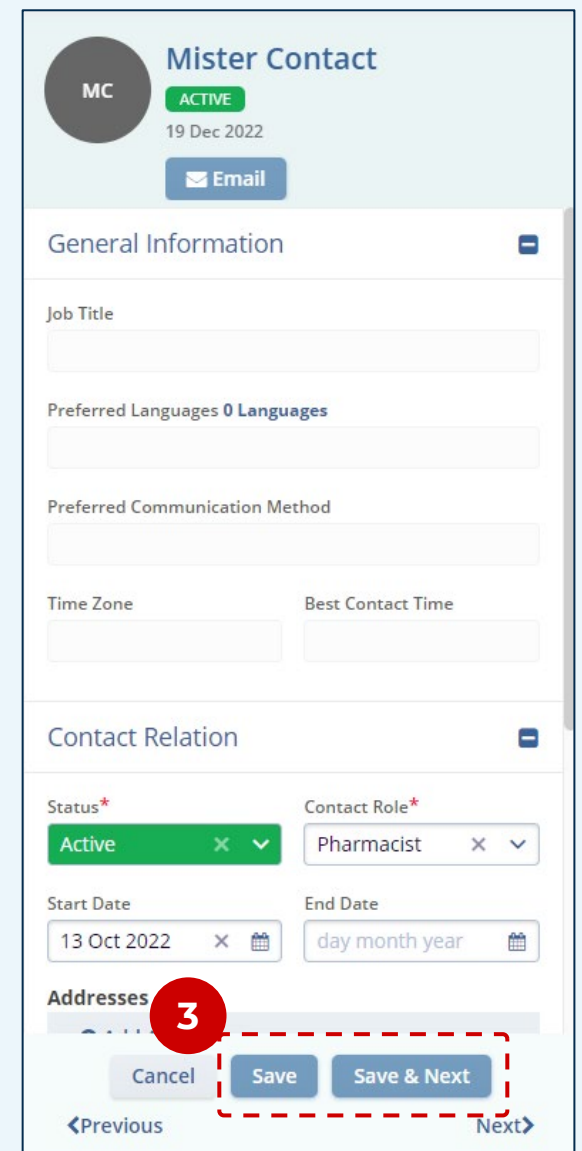 MC
Mister Contact
ACTIVE
19 Dec 2022
Email
General Information
Job Title
Preferred Languages 0 Languages
Preferred Communication Method
Time Zone Best Contact Time
Contact Relation
Status* Contact Role*
Active Pharmacist
Start Date End Date
13 Oct 2022 day month year
Addresses
3
Cancel Save Save & Next
Previous Next